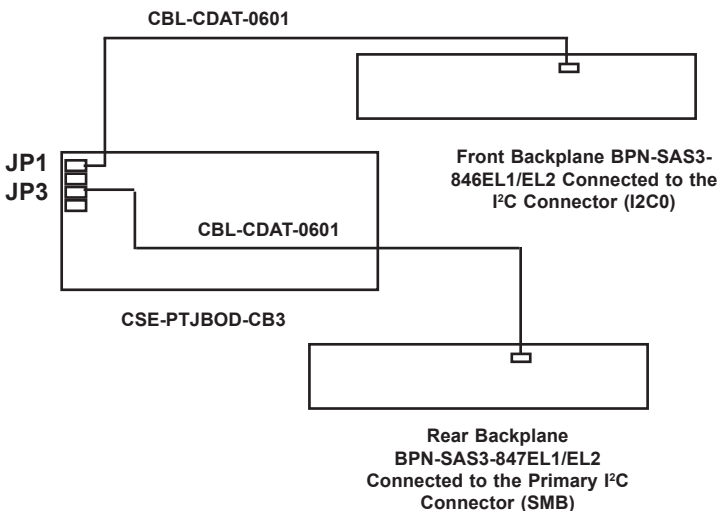 CBL-CDAT-0601
JP1
JP3
Front Backplane BPN-SAS3-
846EL1/EL2 Connected to the
I²C Connector (I2C0)
CBL-CDAT-0601
CSE-PTJBOD-CB3
Rear Backplane
BPN-SAS3-847EL1/EL2
Connected to the Primary I²C
Connector (SMB)